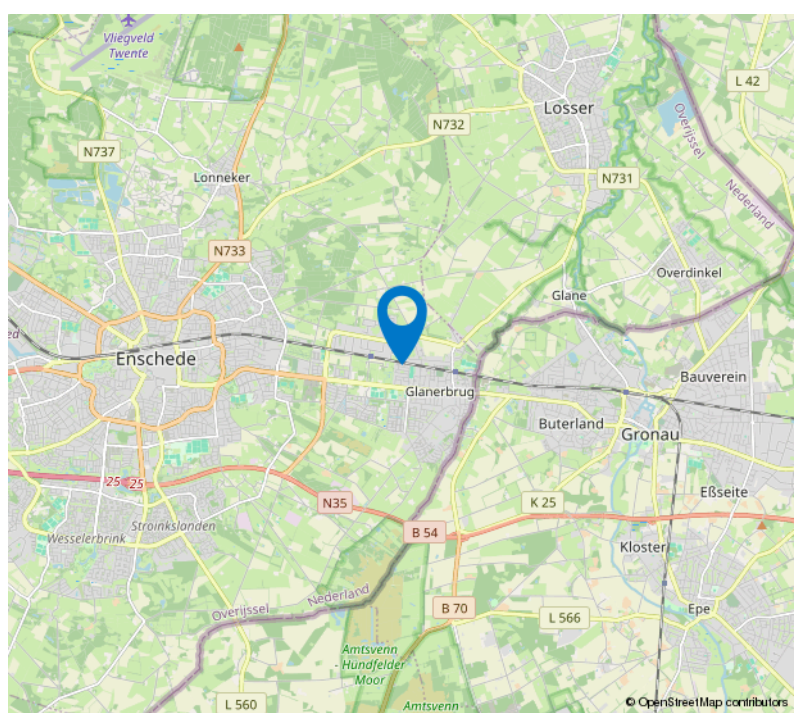 Vliegveld
Twente
L 42
Losser
Overijssel
N732
N737
Lonneker
N731
Nederland
N733
Overdinkel
Glane
Enschede
Bauverein
Glanerbrug
Buterland
Gronau
25
25
Eßseite
N35
K 25
Stroinkslanden
Wesselerbrink
B 54
Kloster
Nederland
Overijssel
B 70
Epe
L 566
Amtsvenn
- Hündfelder
Moor
L 560
Amtsvenn
© OpenStreetMap contributors